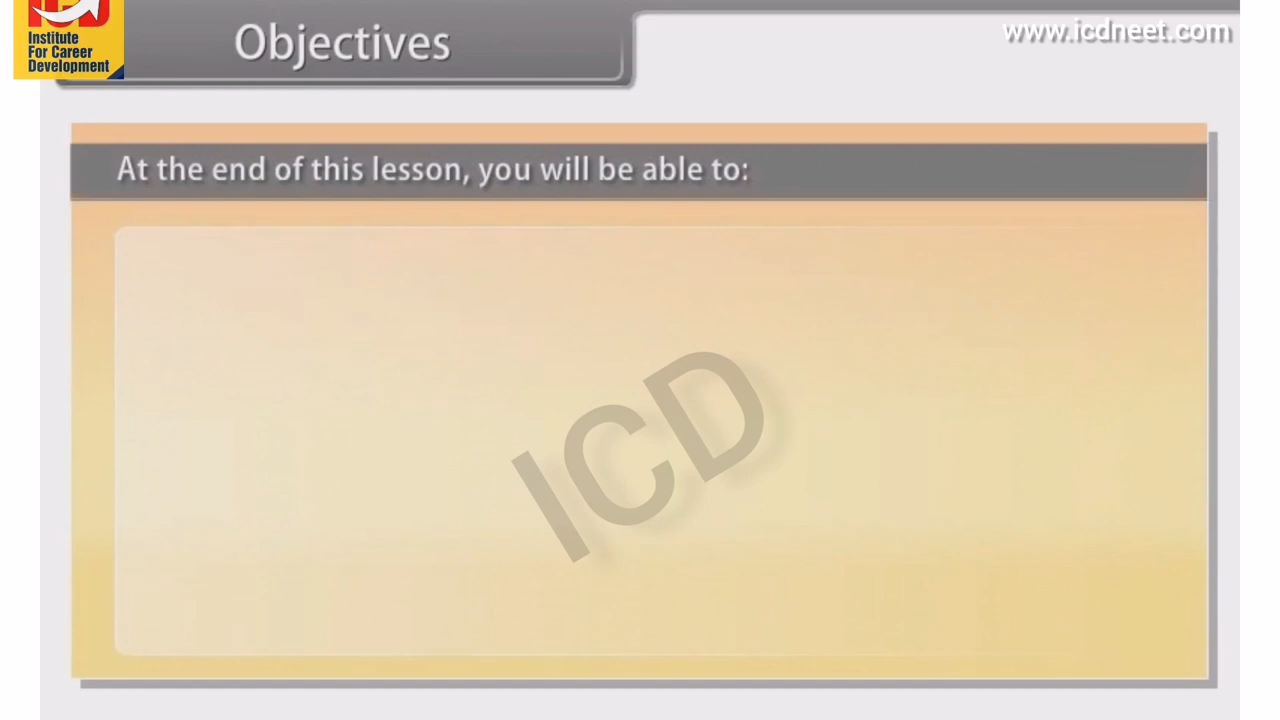 ICD
Institute
For Career
Development
Objectives
www.icdneet.com
At the end of this lesson, you will be able to:
ICD